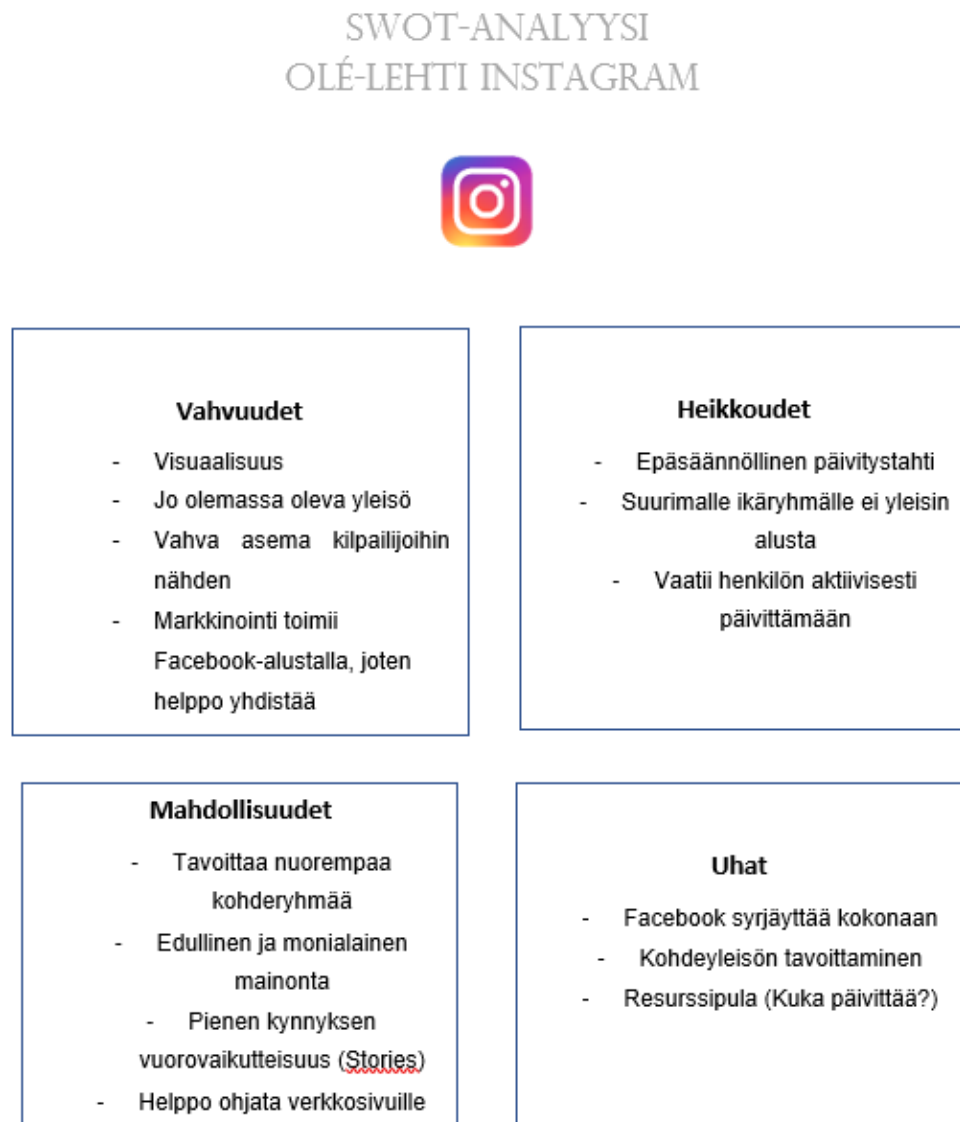 SWOT-ANALYYSI
OLÉ-LEHTI INSTAGRAM
Vahvuudet
- Visuaalisuus
- Jo olemassa oleva yleisö
- Vahva asema kilpailijoihin
nähden
- Markkinointi toimii
Facebook-alustalla, joten
helppo yhdistää
Heikkoudet
- Epäsäännöllinen päivitystahti
- Suurimalle ikäryhmälle ei yleisin
alusta
- Vaatii henkilön aktiivisesti
päivittämään
Mahdollisuudet
- Tavoittaa nuorempaa
kohderyhmää
- Edullinen ja monialainen
mainonta
- Pienen kynnyksen
vuorovaikutteisuus (Stories)
- Helppo ohjata verkkosivuille
Uhat
- Facebook syrjäyttää kokonaan
- Kohdeyleisön tavoittaminen
- Resurssipula (Kuka päivittää?)